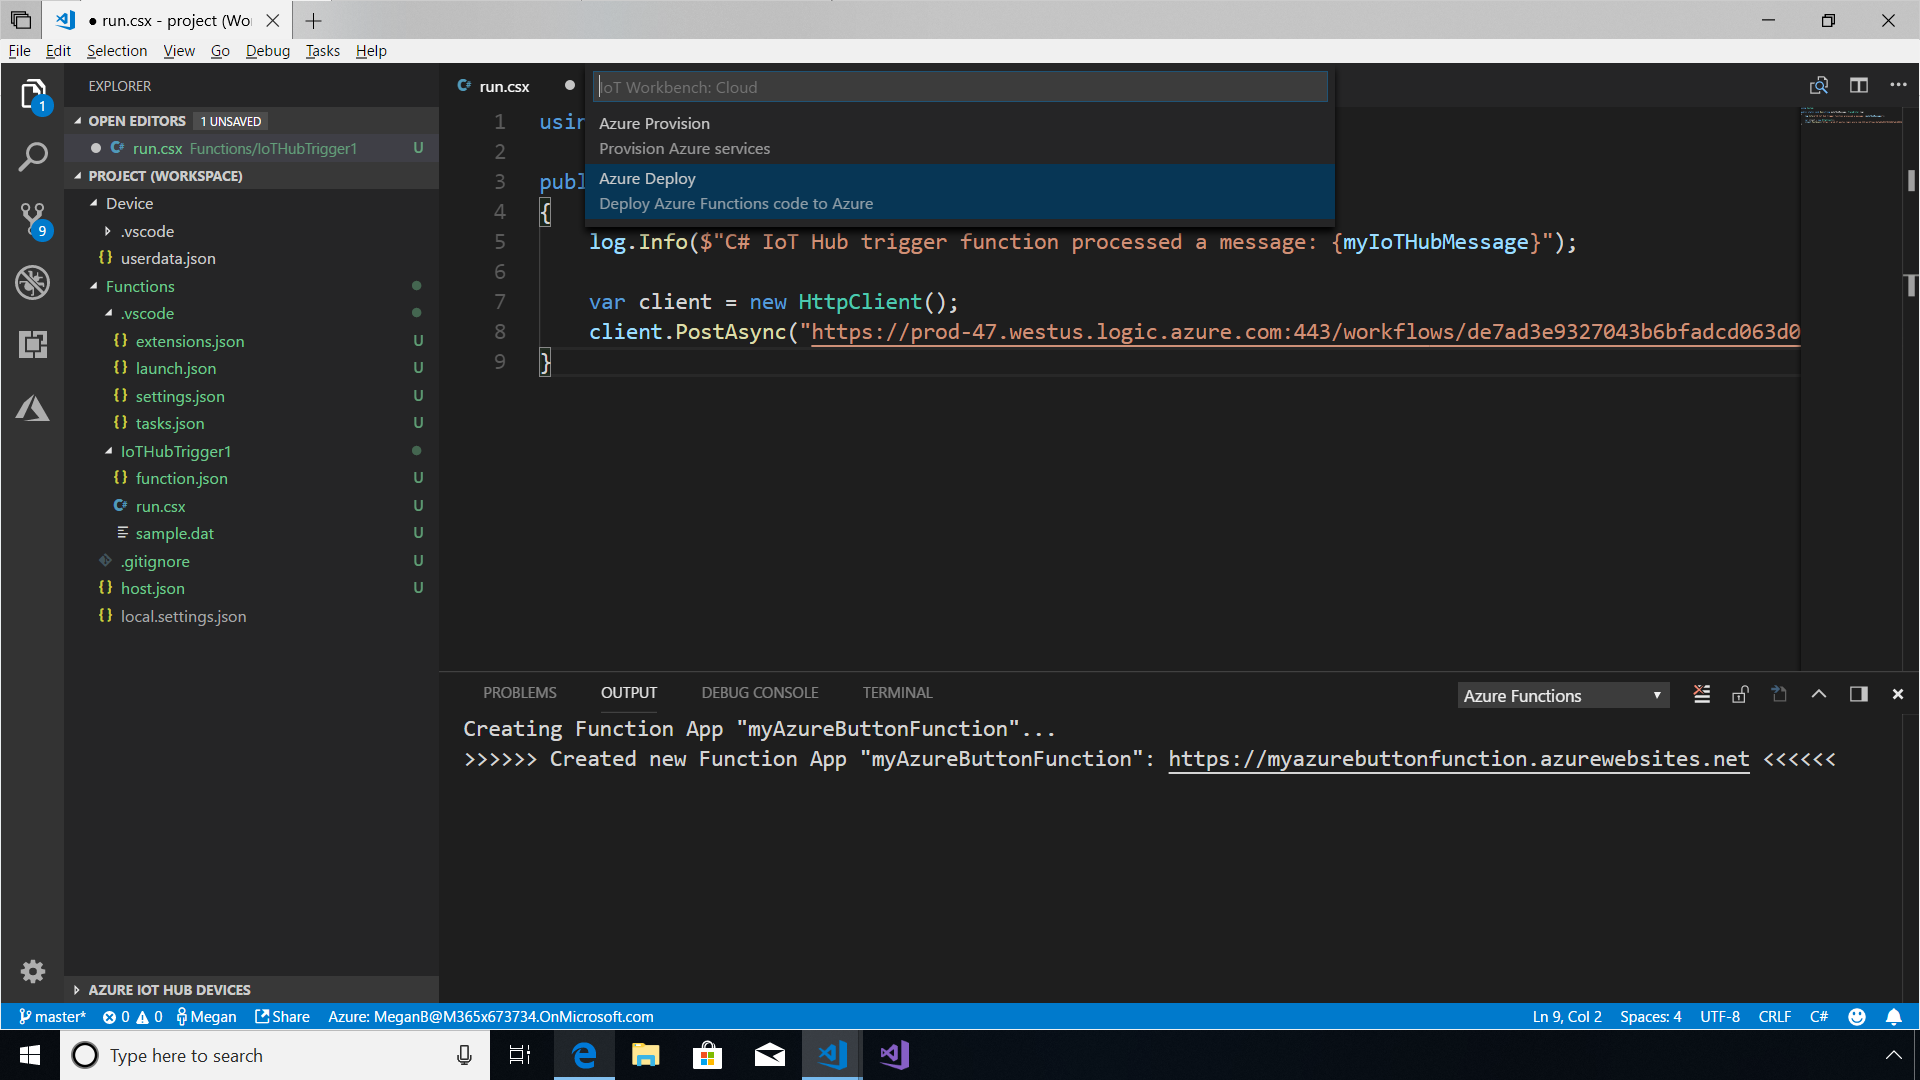 ● run.csx - project (Wo
File Edit Selection View Go Debug Tasks Help
EXPLORER
OPEN EDITORS 1 UNSAVED
run.csx Functions/IoTHubTrigger1 U
PROJECT (WORKSPACE)
Device
.vscode
{} userdata.json
Functions
.vscode
{} extensions.json U
{} launch.json U
{} settings.json U
{} tasks.json U
IoTHubTrigger1
{} function.json U
run.csx U
sample.dat U
.gitignore U
{} host.json U
{} local.settings.json
AZURE IOT HUB DEVICES
1
9
run.csx
IoT Workbench: Cloud
Azure Provision
Provision Azure services
Azure Deploy
Deploy Azure Functions code to Azure
1 usin
2
3 publ
4 {
5 log.Info($"C# IoT Hub trigger function processed a message: {myIoTHubMessage}");
6
7 var client = new HttpClient();
8 client.PostAsync("https://prod-47.westus.logic.azure.com:443/workflows/de7ad3e9327043b6bfadcd063d0
9 }
PROBLEMS OUTPUT DEBUG CONSOLE TERMINAL
Azure Functions
Creating Function App "myAzureButtonFunction"...
>>>>>> Created new Function App "myAzureButtonFunction": https://myazurebuttonfunction.azurewebsites.net <<<<<<
master* 0 0 Megan Share Azure: MeganB@M365x673734.OnMicrosoft.com
Ln 9, Col 2 Spaces: 4 UTF-8 CRLF C#
Type here to search